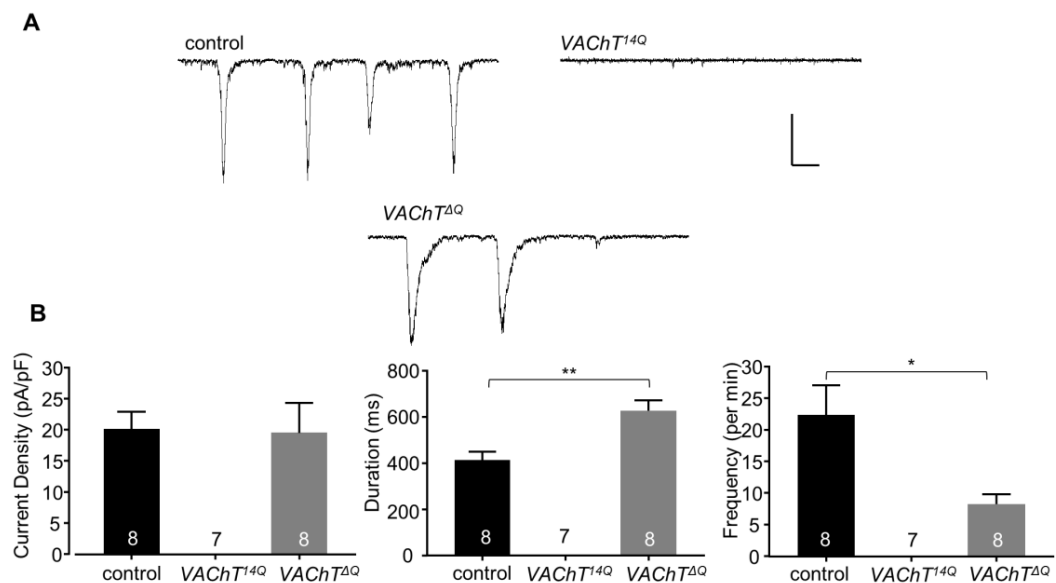 A
control
VAChT14Q
VAChTΔQ
B
Current Density (pA/pF)
30
25
20
15
10
5
0
8
7
8
control
VAChT14Q
VAChTΔQ
Duration (ms)
800
600
400
200
0
**
8
7
8
control
VAChT14Q
VAChTΔQ
Frequency (per min)
30
25
20
15
10
5
0
*
8
7
8
control
VAChT14Q
VAChTΔQ